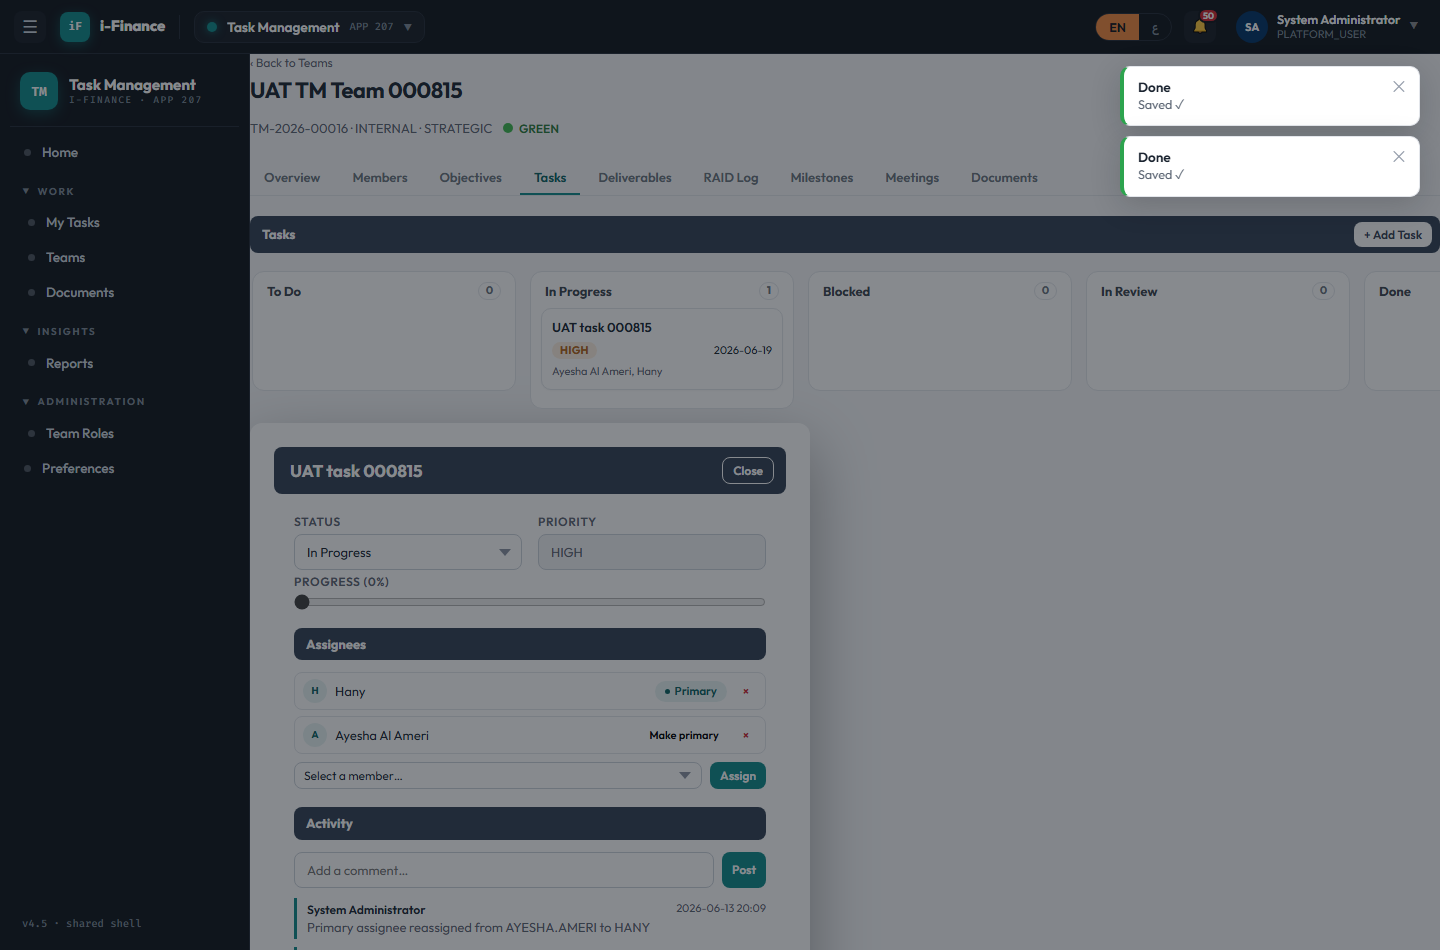 ☰ iF i-Finance Task Management APP 207 ▼ EN ع 50 SA System Administrator ▼
PLATFORM_USER
TM Task Management
I-FINANCE · APP 207
Home
▼ WORK
My Tasks
Teams
Documents
▼ INSIGHTS
Reports
▼ ADMINISTRATION
Team Roles
Preferences
v4.5 · shared shell
‹ Back to Teams
UAT TM Team 000815
TM-2026-00016 · INTERNAL · STRATEGIC GREEN
Done
Saved ✓
Done
Saved ✓
Overview Members Objectives Tasks Deliverables RAID Log Milestones Meetings Documents
Tasks + Add Task
To Do 0
In Progress 1
UAT task 000815
HIGH 2026-06-19
Ayesha Al Ameri, Hany
Blocked 0
In Review 0
Done
UAT task 000815 Close
STATUS PRIORITY
In Progress HIGH
PROGRESS (0%)
Assignees
H Hany • Primary ×
A Ayesha Al Ameri Make primary ×
Select a member... Assign
Activity
Add a comment... Post
System Administrator 2026-06-13 20:09
Primary assignee reassigned from AYESHA.AMERI to HANY